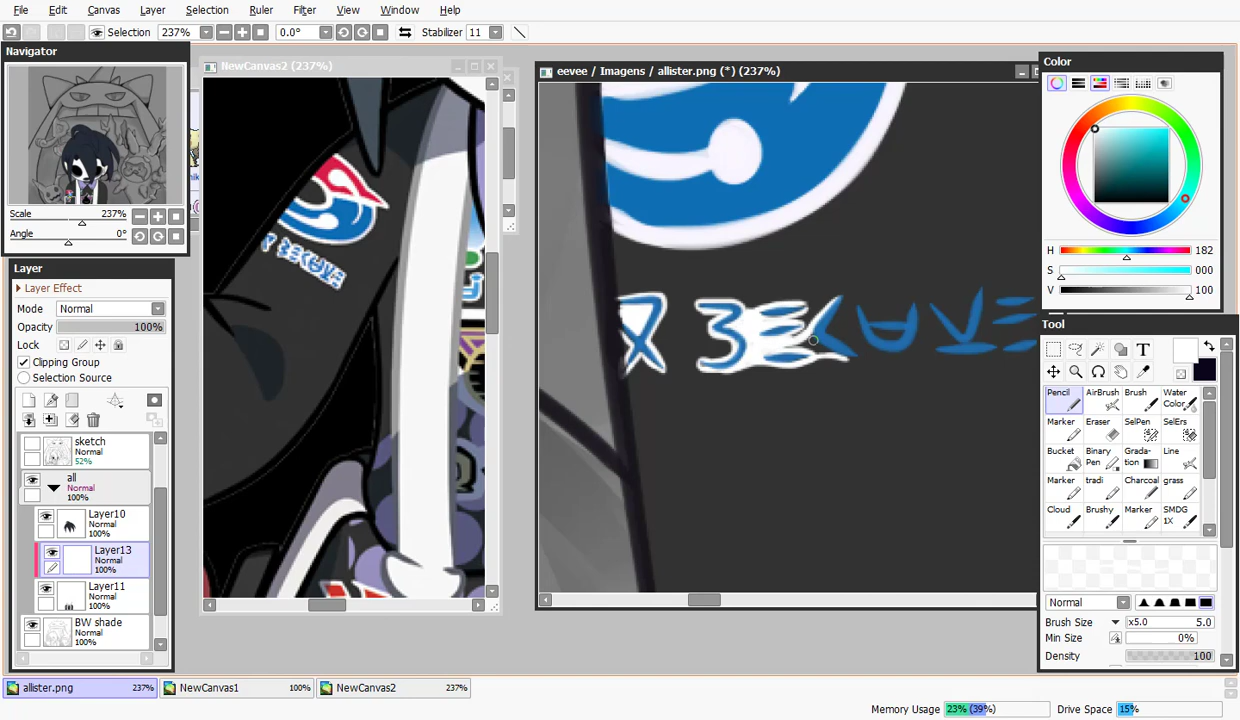 File Edit Canvas Layer Selection Ruler Filter View Window Help
Selection 237% 0.0° Stabilizer 11
Navigator
Scale 237%
Angle 0°
Layer
Layer Effect
Mode Normal
Opacity 100%
Lock
Clipping Group
Selection Source
sketch
Normal
52%
all
Normal
100%
Layer10
Normal
100%
Layer13
Normal
100%
Layer11
Normal
100%
BW shade
Normal
100%
NewCanvas2 (237%)
eevee / Imagens / allister.png (*) (237%)
Color
H 182
S 000
V 100
Tool
T
Pencil AirBrush Brush Water Color
Marker Eraser SelPen SelErs
Bucket Binary Pen Grada-tion Line
Marker tradi Charcoal grass
Cloud Brushy Marker SMDG 1X
Normal
Brush Size x5.0 5.0
Min Size 0%
Density 100
allister.png 237% NewCanvas1 100% NewCanvas2 237%
Memory Usage 23% (39%) Drive Space 15%